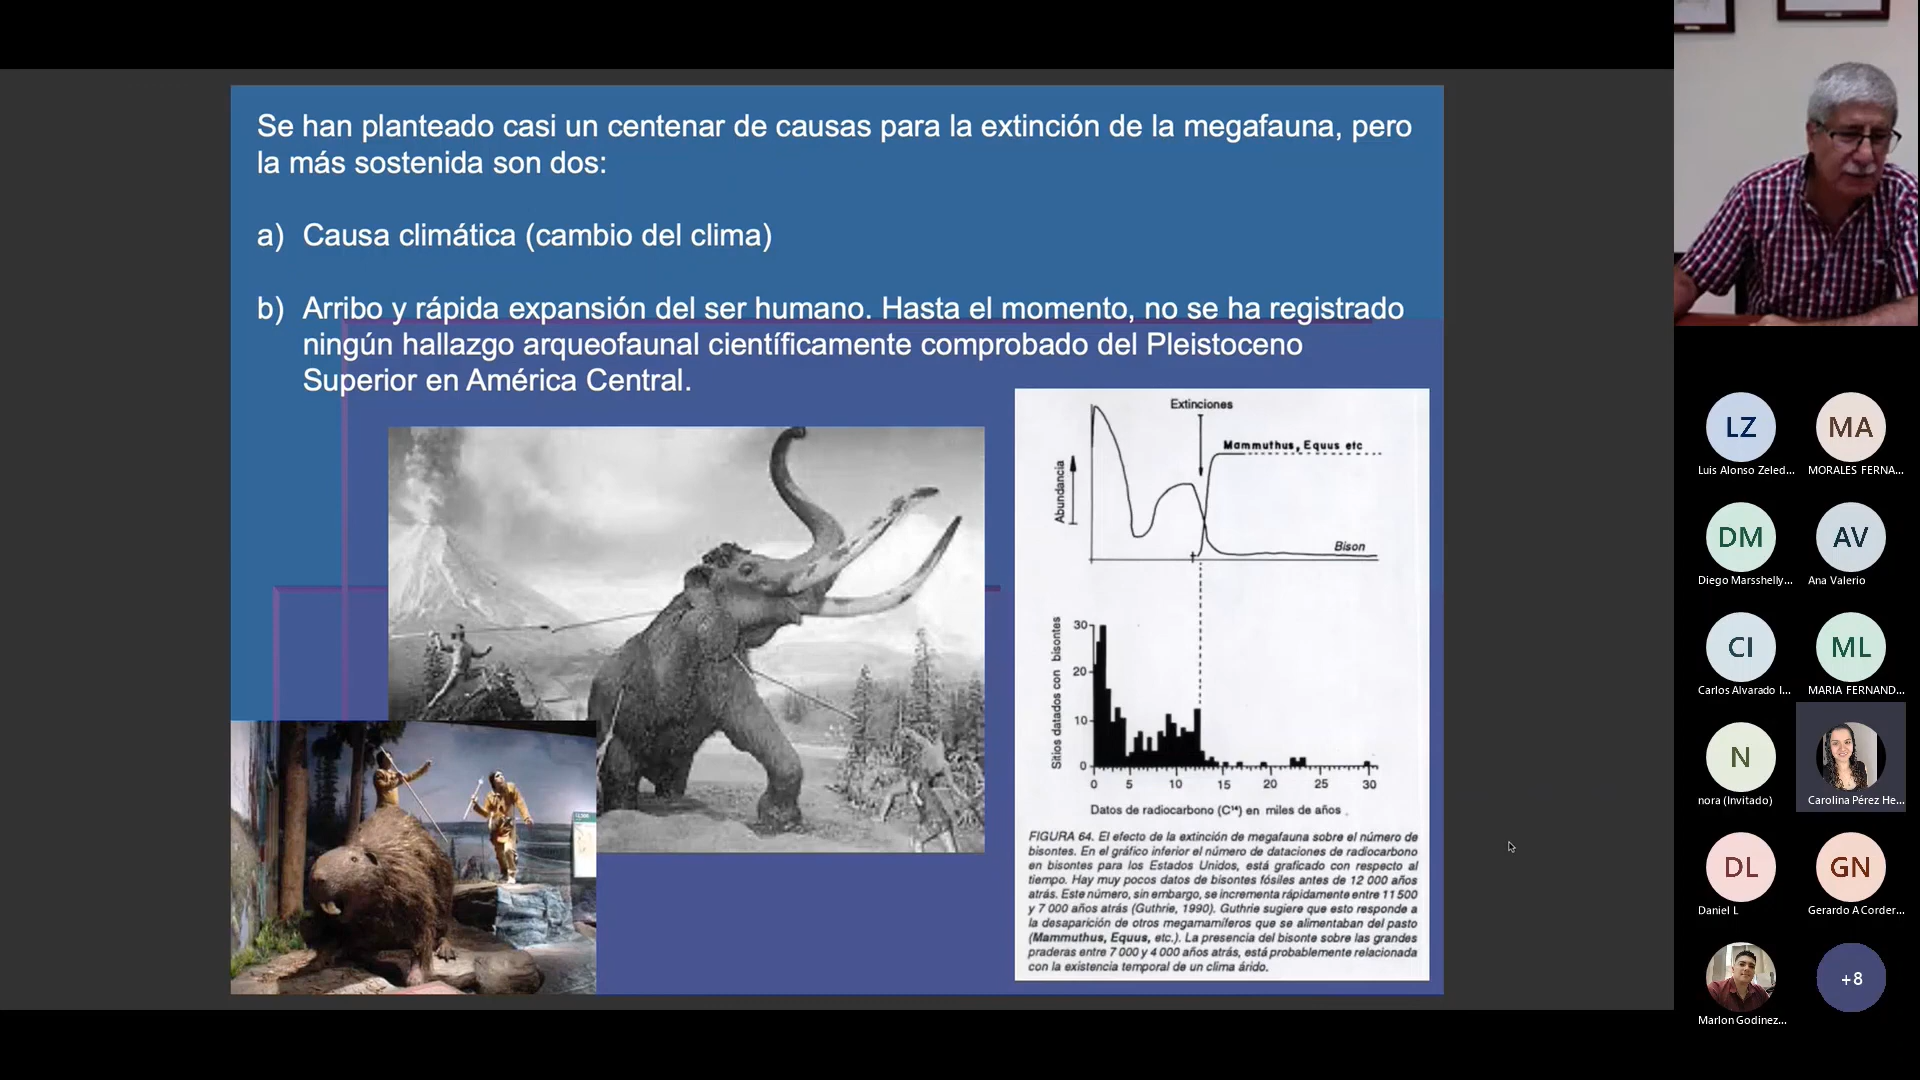 Se han planteado casi un centenar de causas para la extinción de la megafauna, pero
la más sostenida son dos:
a) Causa climática (cambio del clima)
b) Arribo y rápida expansión del ser humano. Hasta el momento, no se ha registrado
ningún hallazgo arqueofaunal científicamente comprobado del Pleistoceno
Superior en América Central.
Extinciones
Mammuthus, Equus etc
Abundancia
Bison
Sitios datados con bisontes
30
20
10
0
0 5 10 15 20 25 30
Datos de radiocarbono (C¹⁴) en miles de años
FIGURA 64. El efecto de la extinción de megafauna sobre el número de
bisontes. En el gráfico inferior el número de dataciones de radiocarbono
en bisontes para los Estados Unidos, está graficado con respecto al
tiempo. Hay muy pocos datos de bisontes fósiles antes de 12 000 años
atrás. Este número, sin embargo, se incrementa rápidamente entre 11 500
y 7 000 años atrás (Guthrie, 1990). Guthrie sugiere que esto responde a
la desaparición de otros megamamíferos que se alimentaban del pasto
(Mammuthus, Equus, etc.). La presencia del bisonte sobre las grandes
praderas entre 7 000 y 4 000 años atrás, está probablemente relacionada
con la existencia temporal de un clima árido.
LZ
Luis Alonso Zeled...
MA
MORALES FERNA...
DM
Diego Marsshelly...
AV
Ana Valerio
CI
Carlos Alvarado I...
ML
MARIA FERNAND...
N
nora (Invitado)
Carolina Pérez He...
DL
Daniel L
GN
Gerardo A Corder...
Marlon Godinez...
+8